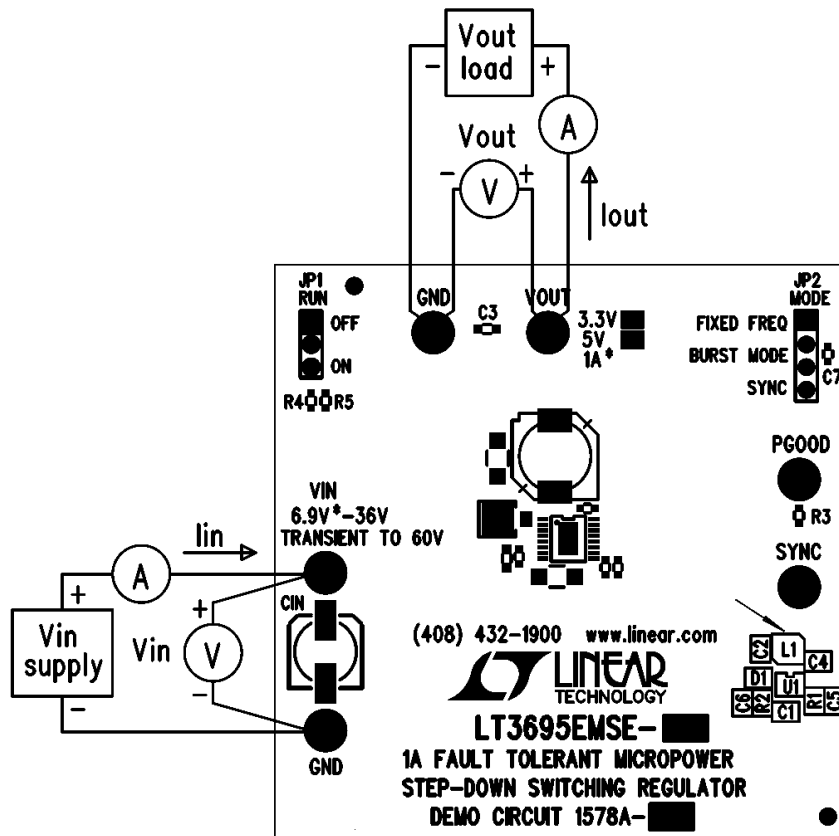 Vout
load
- +
A
Vout
- V +
Iout
JP1
RUN
OFF
ON
R4 R5
GND
C3
VOUT
3.3V
5V
1A*
JP2
MODE
FIXED FREQ
BURST MODE
SYNC
C7
PGOOD
R3
SYNC
VIN
6.9V*-36V
TRANSIENT TO 60V
Iin
A
+
Vin
supply
-
Vin
+
V
-
CIN
GND
(408) 432-1900 www.linear.com
LINEAR
TECHNOLOGY
LT3695EMSE-
1A FAULT TOLERANT MICROPOWER
STEP-DOWN SWITCHING REGULATOR
DEMO CIRCUIT 1578A-
C2
L1
C4
D1
U1
C6
R2
C1
R1
C5